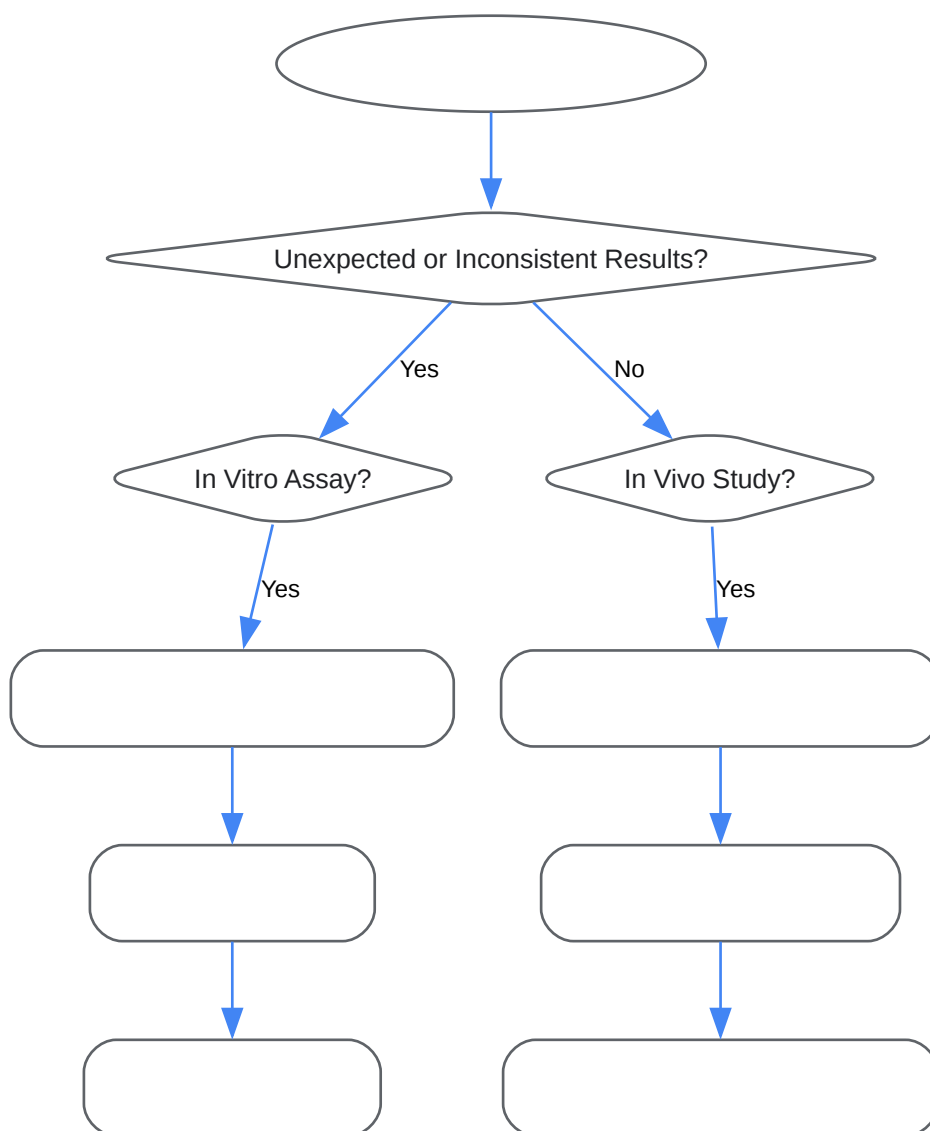 Unexpected or Inconsistent Results?
Yes
No
In Vitro Assay?
In Vivo Study?
Yes
Yes